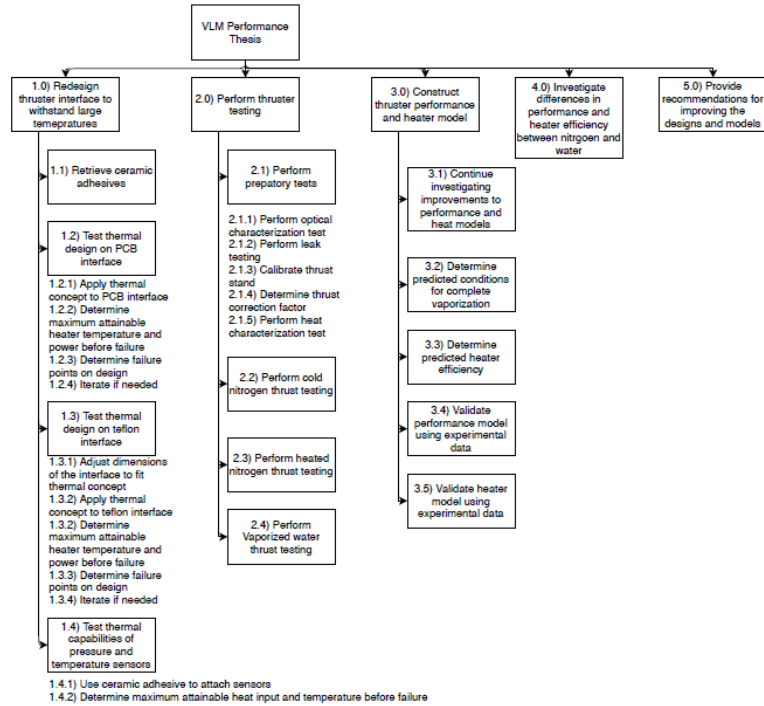 VLM Performance
Thesis
1.0) Redesign
thruster interface to
withstand large
temepratures
2.0) Perform thruster
testing
3.0) Construct
thruster performance
and heater model
4.0) Investigate
differences in
performance and
heater efficiency
between nitrgoen and
water
5.0) Provide
recommendations for
improving the
designs and models
1.1) Retrieve ceramic
adhesives
1.2) Test thermal
design on PCB
interface
1.2.1) Apply thermal
concept to PCB interface
1.2.2) Determine
maximum attainable
heater temperature and
power before failure
1.2.3) Determine failure
points on design
1.2.4) Iterate if needed
1.3) Test thermal
design on teflon
interface
1.3.1) Adjust dimensions
of the interface to fit
thermal concept
1.3.2) Apply thermal
concept to teflon interface
1.3.2) Determine
maximum attainable
heater temperature and
power before failure
1.3.3) Determine failure
points on design
1.3.4) Iterate if needed
1.4) Test thermal
capabilities of
pressure and
temperature sensors
1.4.1) Use ceramic adhesive to attach sensors
1.4.2) Determine maximum attainable heat input and temperature before failure
2.1) Perform
prepatory tests
2.1.1) Perform optical
characterization test
2.1.2) Perform leak
testing
2.1.3) Calibrate thrust
stand
2.1.4) Determine thrust
correction factor
2.1.5) Perform heat
characterization test
2.2) Perform cold
nitrogen thrust testing
2.3) Perform heated
nitrogen thrust testing
2.4) Perform
Vaporized water
thrust testing
3.1) Continue
investigating
improvements to
performance and
heat models
3.2) Determine
predicted conditions
for complete
vaporization
3.3) Determine
predicted heater
efficiency
3.4) Validate
performance model
using experimental
data
3.5) Validate heater
model using
experimental data